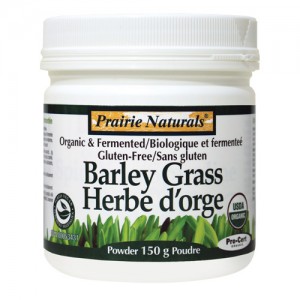 Prairie Naturals®
Organic & Fermented/Biologique et fermenteé
Gluten-Free/Sans gluten
Barley Grass
Herbe d'orge
USDA
ORGANIC
Pro-Cert
Powder 150 g Poudre